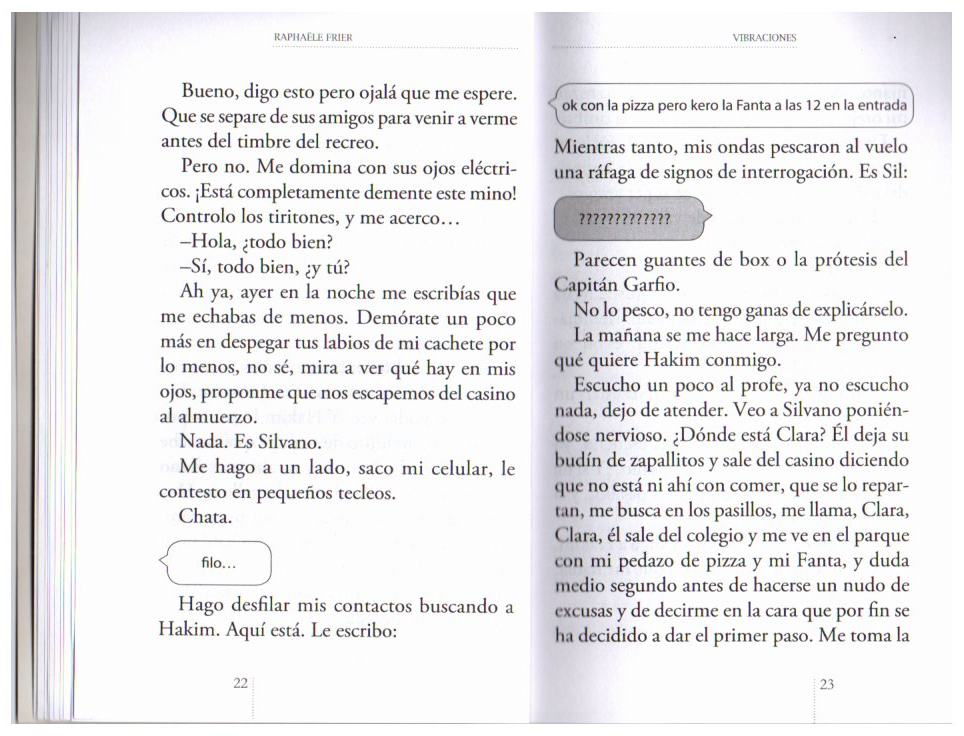 RAPHAËLE FRIER
Bueno, digo esto pero ojalá que me espere.
Que se separe de sus amigos para venir a verme
antes del timbre del recreo.
Pero no. Me domina con sus ojos eléctri-
cos. ¡Está completamente demente este mino!
Controlo los tiritones, y me acerco…
–Hola, ¿todo bien?
–Sí, todo bien, ¿y tú?
Ah ya, ayer en la noche me escribías que
me echabas de menos. Demórate un poco
más en despegar tus labios de mi cachete por
lo menos, no sé, mira a ver qué hay en mis
ojos, proponme que nos escapemos del casino
al almuerzo.
Nada. Es Silvano.
Me hago a un lado, saco mi celular, le
contesto en pequeños tecleos.
Chata.
filo...
Hago desfilar mis contactos buscando a
Hakim. Aquí está. Le escribo:
22
VIBRACIONES
ok con la pizza pero kero la Fanta a las 12 en la entrada
Mientras tanto, mis ondas pescaron al vuelo
una ráfaga de signos de interrogación. Es Sil:
?????????????
Parecen guantes de box o la prótesis del
Capitán Garfio.
No lo pesco, no tengo ganas de explicárselo.
La mañana se me hace larga. Me pregunto
qué quiere Hakim conmigo.
Escucho un poco al profe, ya no escucho
nada, dejo de atender. Veo a Silvano ponién-
dose nervioso. ¿Dónde está Clara? Él deja su
budín de zapallitos y sale del casino diciendo
que no está ni ahí con comer, que se lo repar-
tan, me busca en los pasillos, me llama, Clara,
Clara, él sale del colegio y me ve en el parque
con mi pedazo de pizza y mi Fanta, y duda
medio segundo antes de hacerse un nudo de
excusas y de decirme en la cara que por fin se
ha decidido a dar el primer paso. Me toma la
23